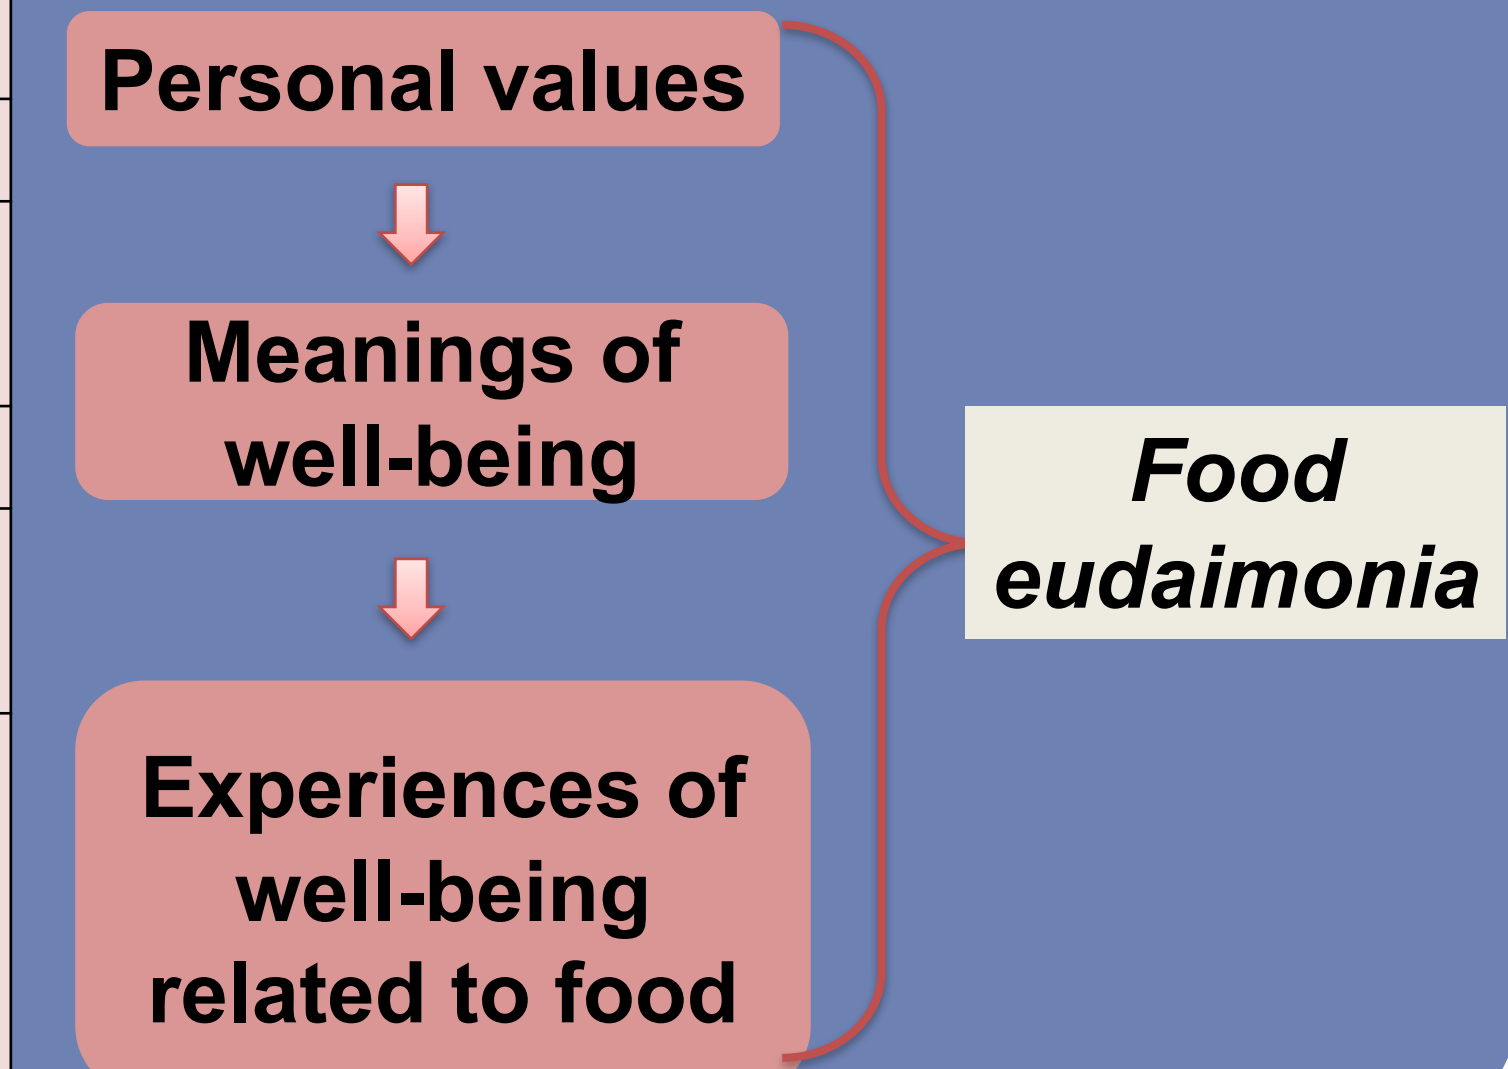 Personal values
Meanings of
well-being
Experiences of
well-being
related to food
Food
eudaimonia